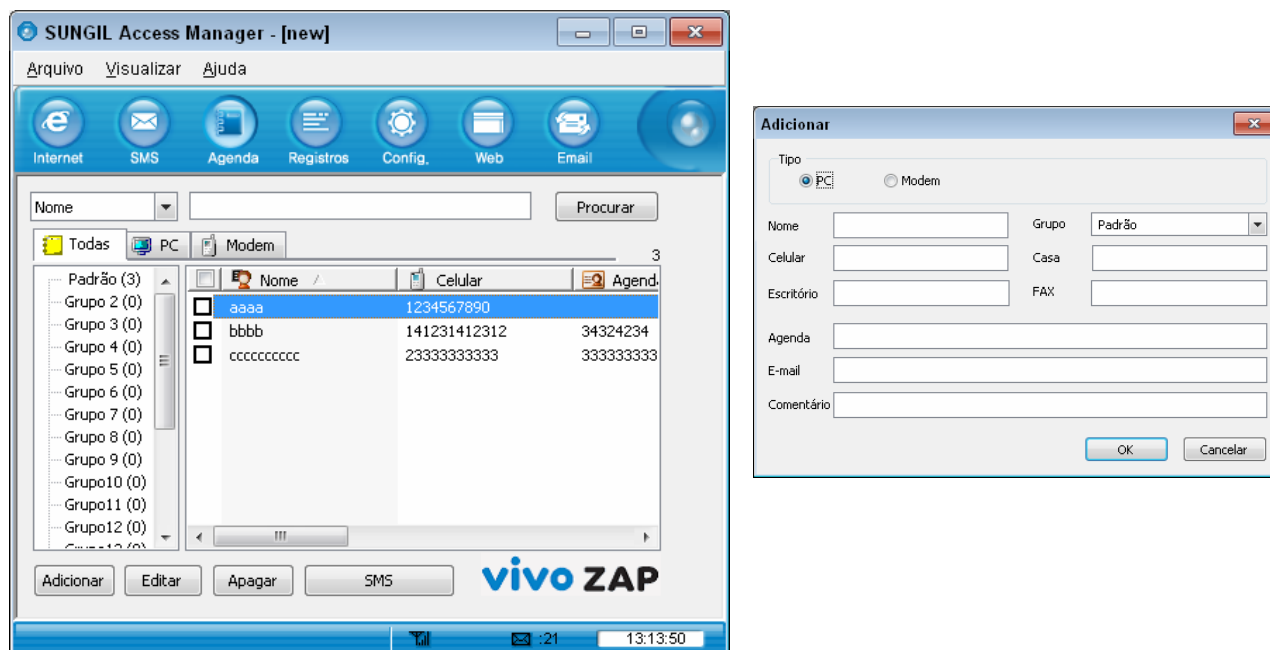 SUNGIL Access Manager - [new]
Arquivo Visualizar Ajuda
Internet SMS Agenda Registros Config. Web Email
Nome Procurar
Todas PC Modem
3
Padrão (3)
Grupo 2 (0)
Grupo 3 (0)
Grupo 4 (0)
Grupo 5 (0)
Grupo 6 (0)
Grupo 7 (0)
Grupo 8 (0)
Grupo 9 (0)
Grupo10 (0)
Grupo11 (0)
Grupo12 (0)
Nome Celular Agend
aaaa 1234567890
bbbb 141231412312 34324234
cccccccccc 23333333333 333333333
Adicionar Editar Apagar SMS vivo ZAP
:21 13:13:50
Adicionar
Tipo
PC Modem
Nome Grupo Padrão
Celular Casa
Escritório FAX
Agenda
E-mail
Comentário
OK Cancelar